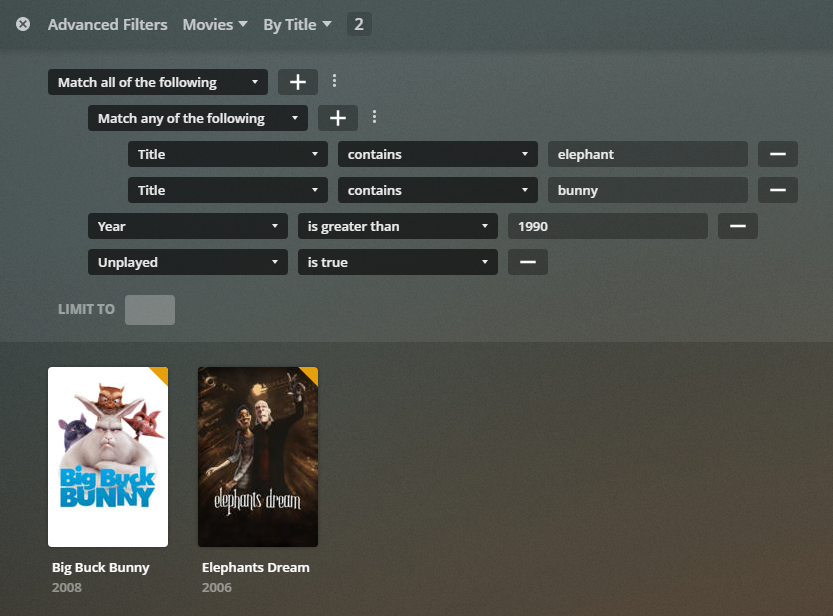 Advanced Filters Movies By Title 2
Match all of the following
Match any of the following
Title contains elephant
Title contains bunny
Year is greater than 1990
Unplayed is true
LIMIT TO
Big Buck
BUNNY
elephants dream
Big Buck Bunny Elephants Dream
2008 2006